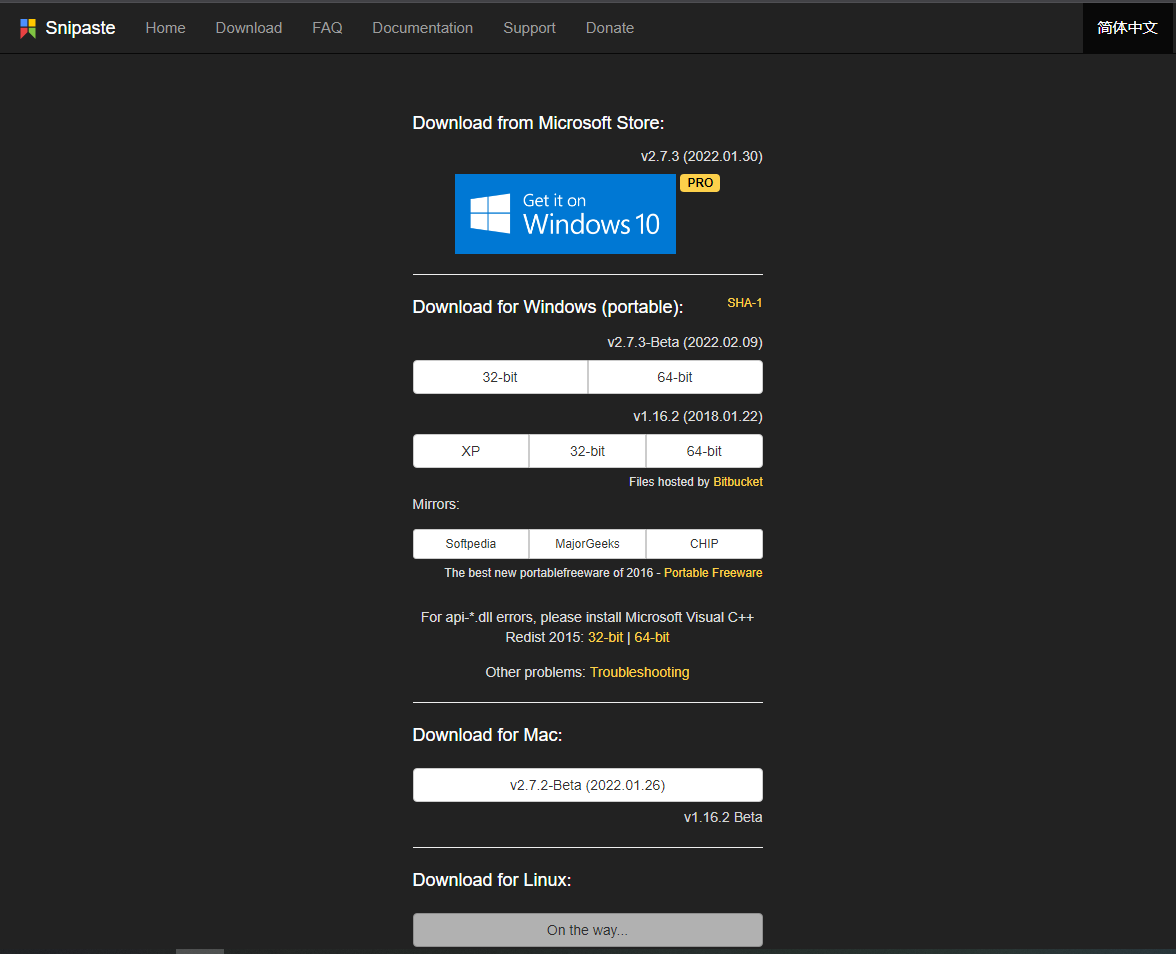 Snipaste Home Download FAQ Documentation Support Donate 简体中文
Download from Microsoft Store:
v2.7.3 (2022.01.30)
Get it on
Windows 10
PRO
Download for Windows (portable): SHA-1
v2.7.3-Beta (2022.02.09)
32-bit 64-bit
v1.16.2 (2018.01.22)
XP 32-bit 64-bit
Files hosted by Bitbucket
Mirrors:
Softpedia MajorGeeks CHIP
The best new portablefreeware of 2016 - Portable Freeware
For api-*.dll errors, please install Microsoft Visual C++
Redist 2015: 32-bit | 64-bit
Other problems: Troubleshooting
Download for Mac:
v2.7.2-Beta (2022.01.26)
v1.16.2 Beta
Download for Linux:
On the way...